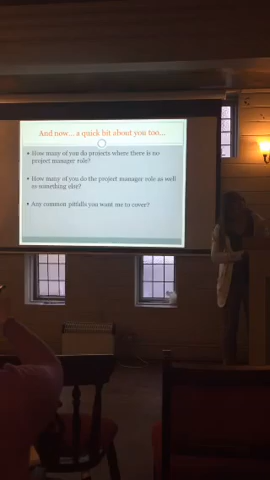 And now... a quick bit about you too...
• How many of you do projects where there is no
project manager role?
• How many of you do the project manager role as well
as something else?
• Any common pitfalls you want me to cover?